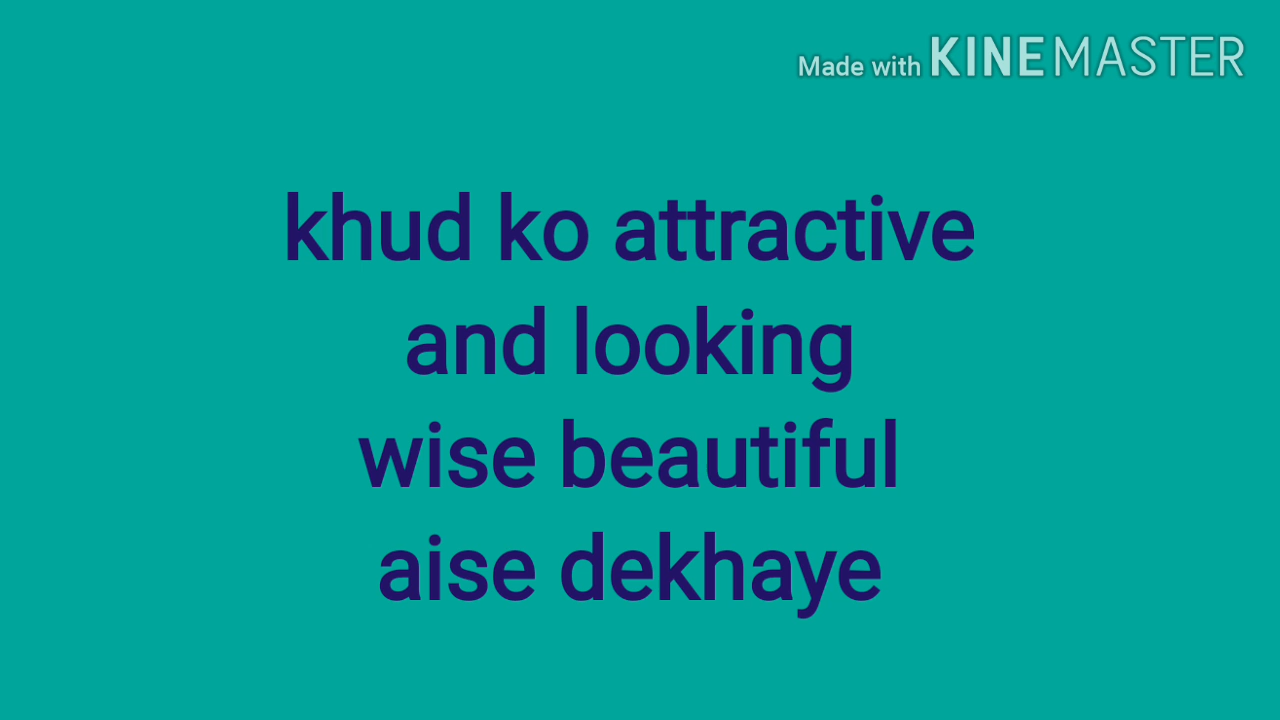 Made with KINEMASTER
khud ko attractive
and looking
wise beautiful
aise dekhaye